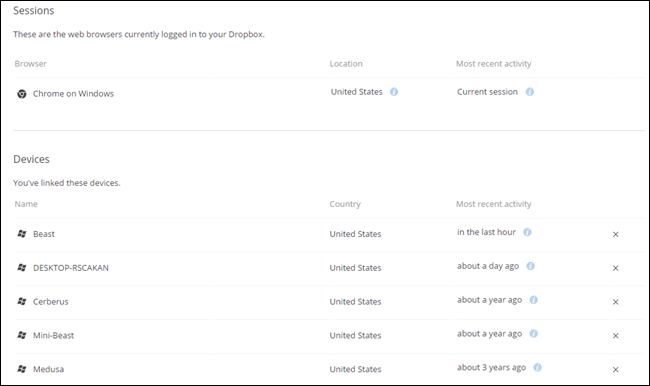 Sessions
These are the web browsers currently logged in to your Dropbox.
Browser Location Most recent activity
Chrome on Windows United States Current session
Devices
You've linked these devices.
Name Country Most recent activity
Beast United States in the last hour
DESKTOP-RSCAKAN United States about a day ago
Cerberus United States about a year ago
Mini-Beast United States about a year ago
Medusa United States about 3 years ago